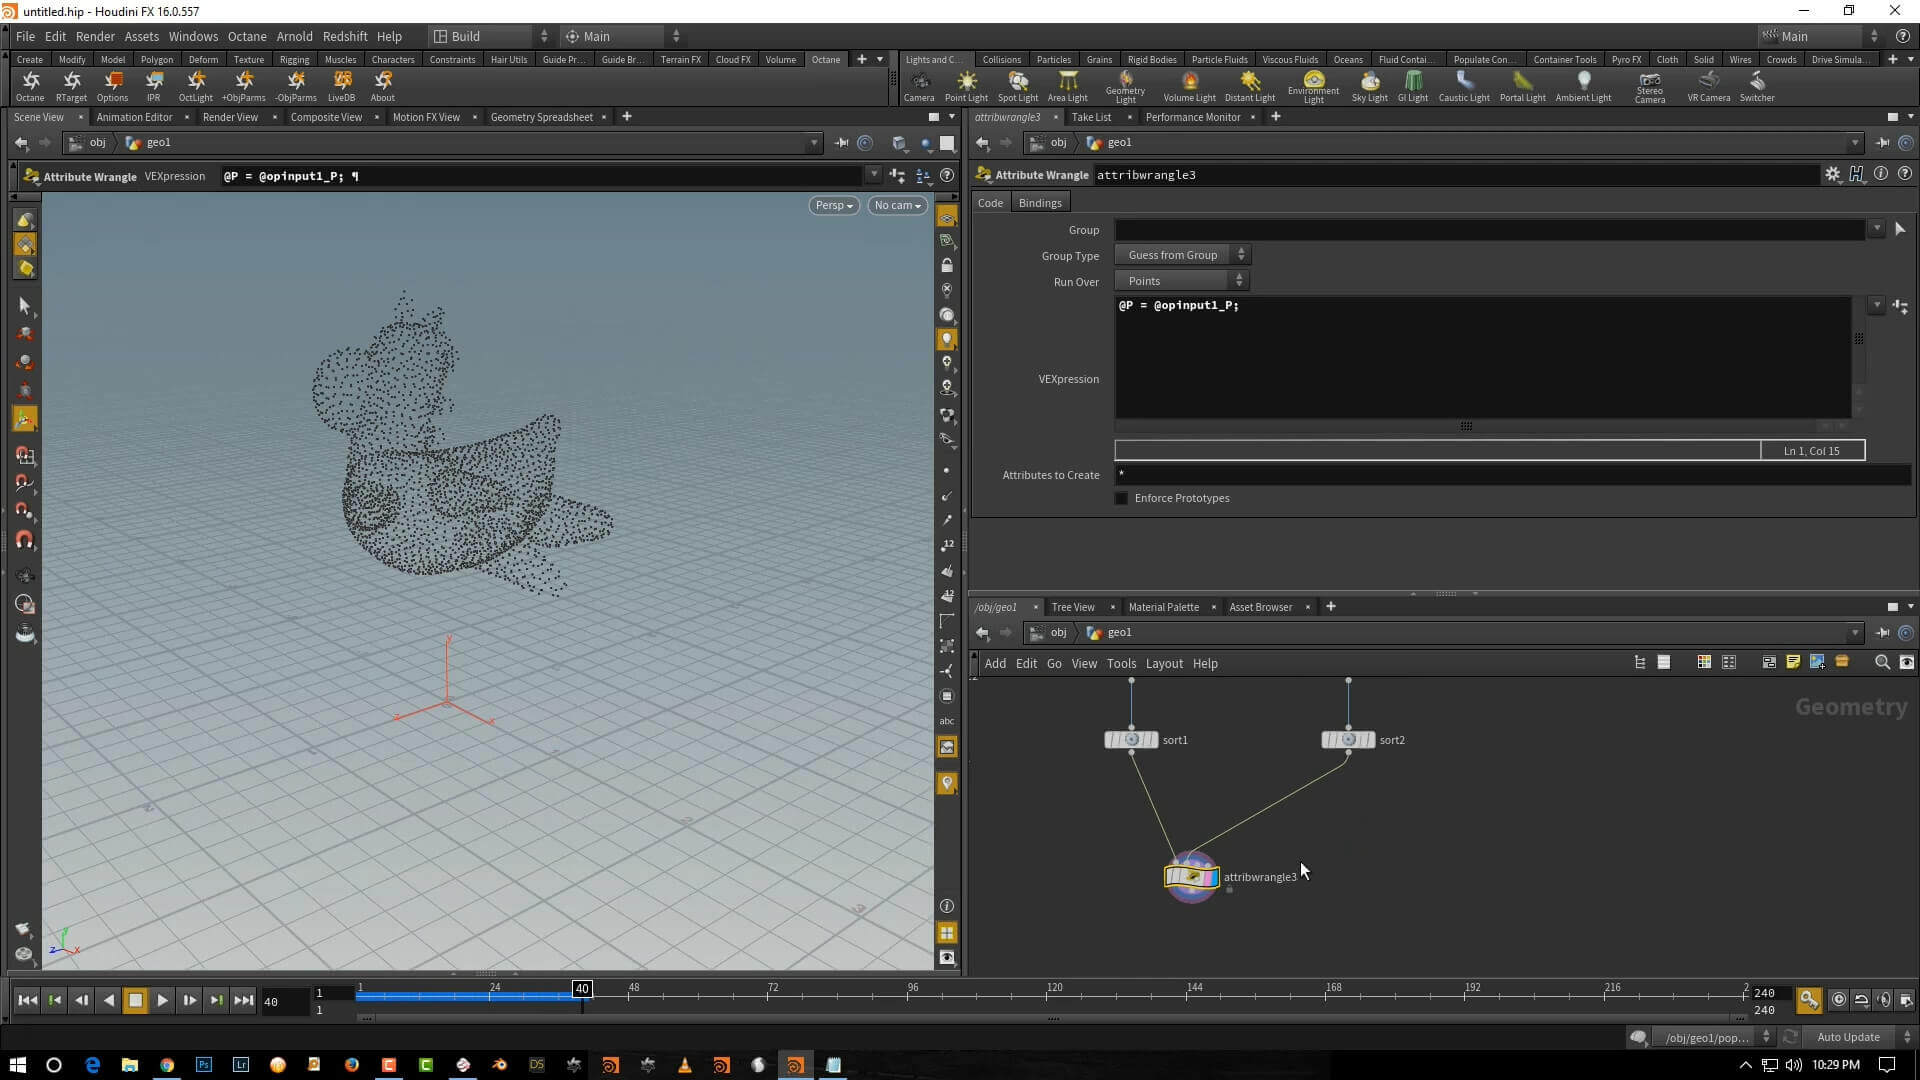 untitled.hip - Houdini FX 16.0.557
File Edit Render Assets Windows Octane Arnold Redshift Help Build Main Main
Create Modify Model Polygon Deform Texture Rigging Muscles Characters Constraints Hair Utils Guide Pr... Guide Br... Terrain FX Cloud FX Volume Octane
Lights and C... Collisions Particles Grains Rigid Bodies Particle Fluids Viscous Fluids Oceans Fluid Contai... Populate Con... Container Tools Pyro FX Cloth Solid Wires Crowds Drive Simula...
Octane RTarget Options IPR OctLight +ObjParms -ObjParms LiveDB About
Camera Point Light Spot Light Area Light Geometry Light Volume Light Distant Light Environment Light Sky Light GI Light Caustic Light Portal Light Ambient Light Stereo Camera VR Camera Switcher
Scene View Animation Editor Render View Composite View Motion FX View Geometry Spreadsheet
attribwrangle3 Take List Performance Monitor
obj geo1
obj geo1
Attribute Wrangle VEXpression @P = @opinput1_P; ¶
Attribute Wrangle attribwrangle3
Persp No cam
Code Bindings
Group
Group Type Guess from Group
Run Over Points
@P = @opinput1_P;
VEXpression
Ln 1, Col 15
Attributes to Create *
Enforce Prototypes
12
12
abc
/obj/geo1 Tree View Material Palette Asset Browser
obj geo1
Add Edit Go View Tools Layout Help
Geometry
sort1
sort2
attribwrangle3
y
z
x
y
z
x
40
1
1
1 24 40 48 72 96 120 144 168 192 216 2
240
240
/obj/geo1/pop... Auto Update
Ps Lr DS
10:29 PM